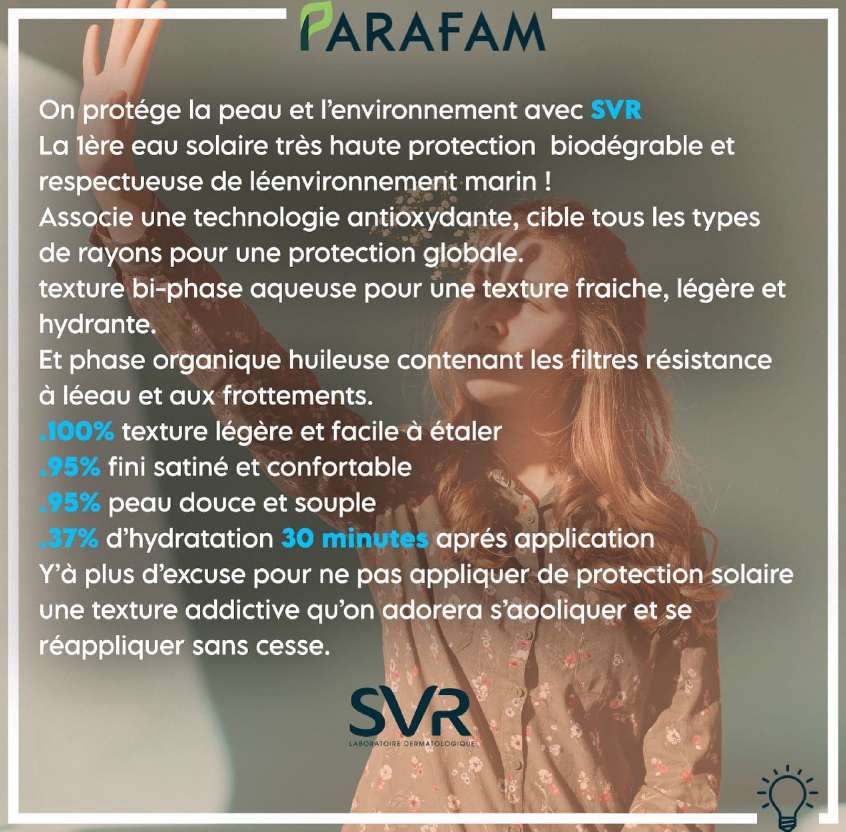 PARAFAM
On protége la peau et l'environnement avec SVR
La 1ère eau solaire très haute protection biodégrable et
respectueuse de léenvironnement marin !
Associe une technologie antioxydante, cible tous les types
de rayons pour une protection globale.
texture bi-phase aqueuse pour une texture fraiche, légère et
hydrante.
Et phase organique huileuse contenant les filtres résistance
à léeau et aux frottements.
.100% texture légère et facile à étaler
.95% fini satiné et confortable
.95% peau douce et souple
.37% d'hydratation 30 minutes aprés application
Y'à plus d'excuse pour ne pas appliquer de protection solaire
une texture addictive qu'on adorera s'aooliquer et se
réappliquer sans cesse.
SVR
LABORATOIRE DERMATOLOGIQUE